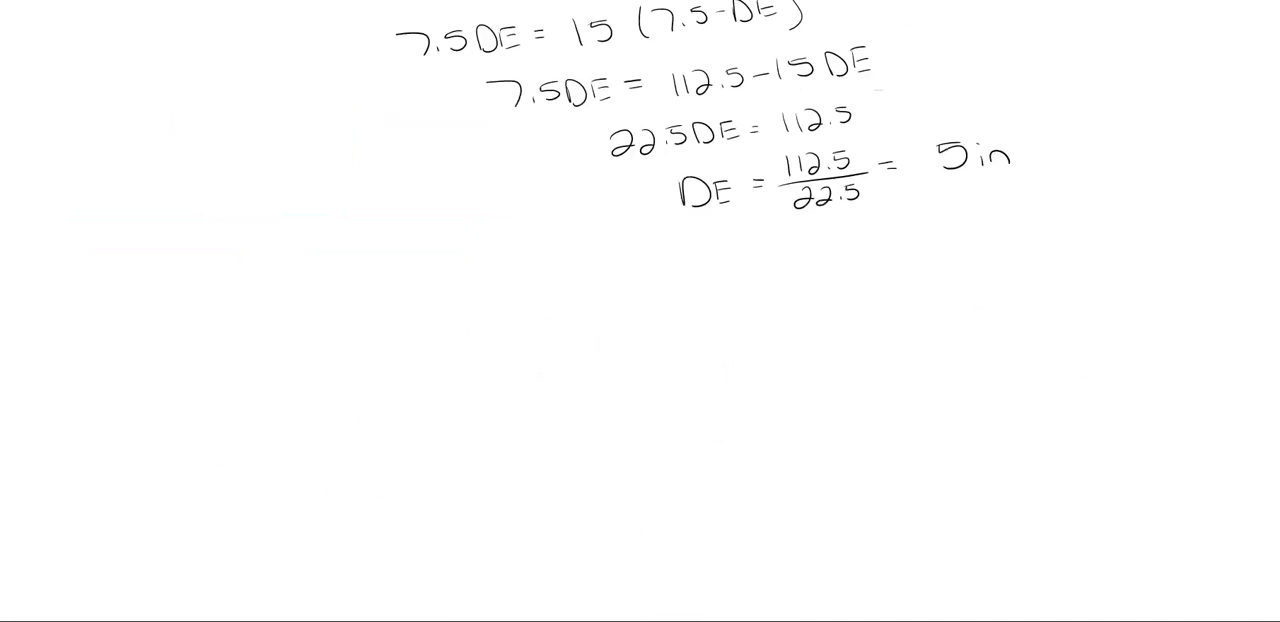 7.5DE = 15 (7.5-DE)
7.5DE = 112.5-15DE
22.5DE = 112.5
DE = 112.5/22.5 = 5in